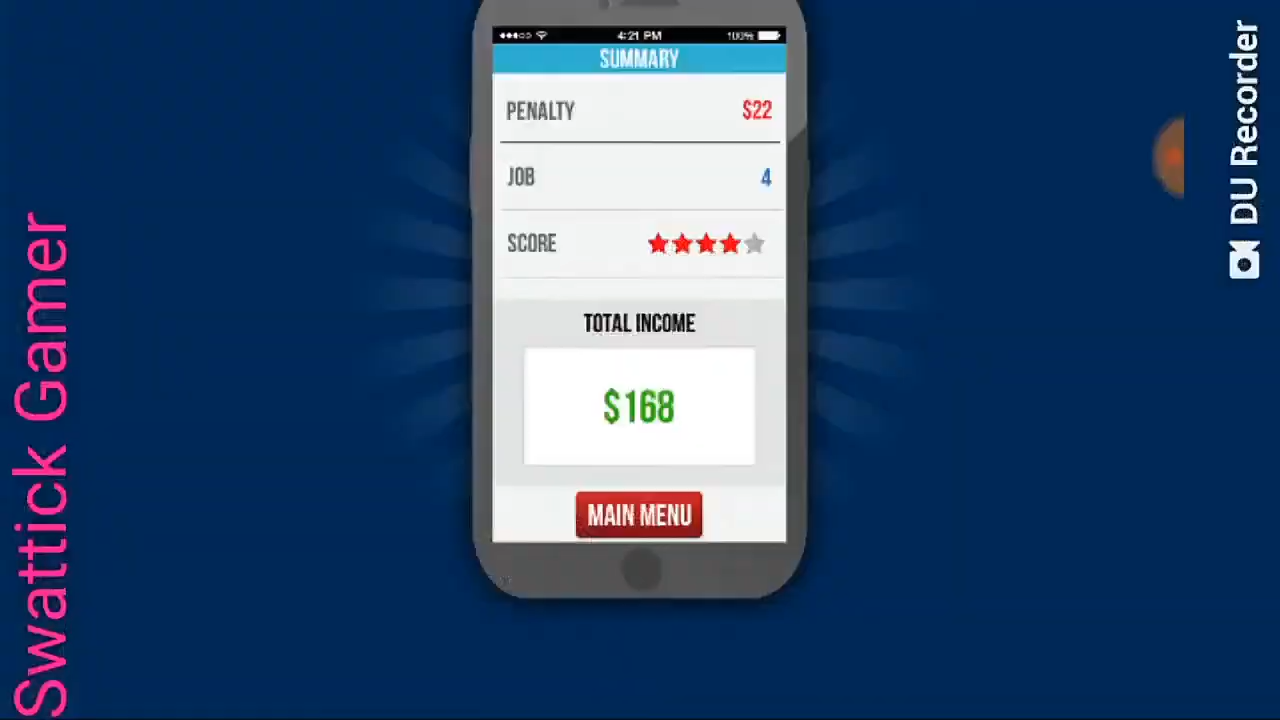 4:21 PM 100%
SUMMARY
PENALTY $22
JOB 4
SCORE
TOTAL INCOME
$168
MAIN MENU
Swattick Gamer
DU Recorder